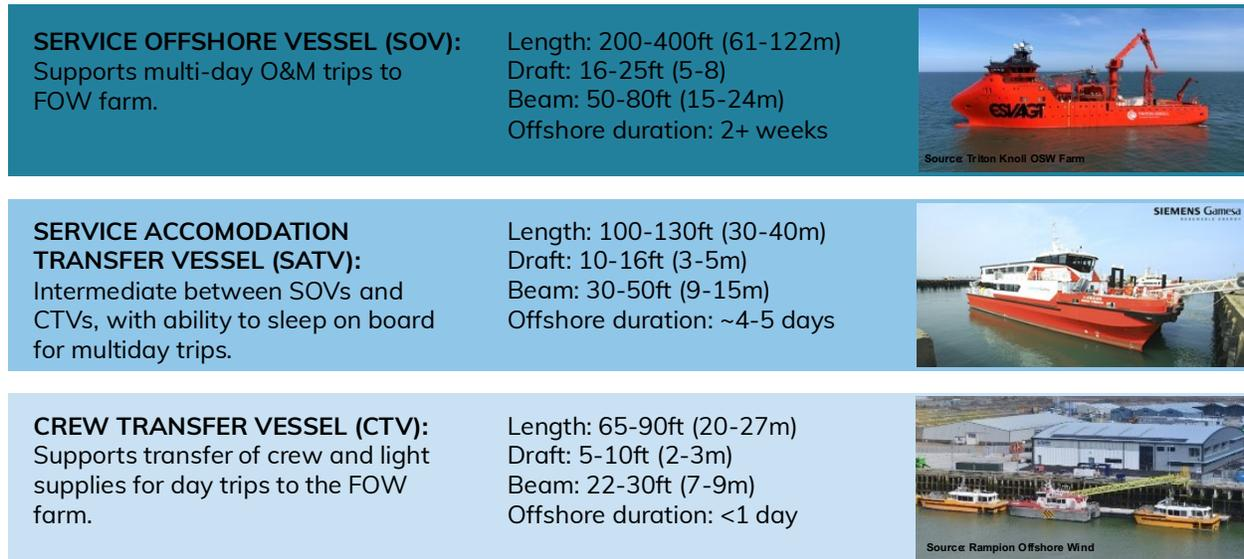 SERVICE OFFSHORE VESSEL (SOV):
Supports multi-day O&M trips to
FOW farm.
Length: 200-400ft (61-122m)
Draft: 16-25ft (5-8)
Beam: 50-80ft (15-24m)
Offshore duration: 2+ weeks
ESVAGT
Source: Triton Knoll OSW Farm
SERVICE ACCOMODATION
TRANSFER VESSEL (SATV):
Intermediate between SOVs and
CTVs, with ability to sleep on board
for multiday trips.
Length: 100-130ft (30-40m)
Draft: 10-16ft (3-5m)
Beam: 30-50ft (9-15m)
Offshore duration: ~4-5 days
SIEMENS Gamesa
RENEWABLE ENERGY
CREW TRANSFER VESSEL (CTV):
Supports transfer of crew and light
supplies for day trips to the FOW
farm.
Length: 65-90ft (20-27m)
Draft: 5-10ft (2-3m)
Beam: 22-30ft (7-9m)
Offshore duration: <1 day
Source: Rampion Offshore Wind